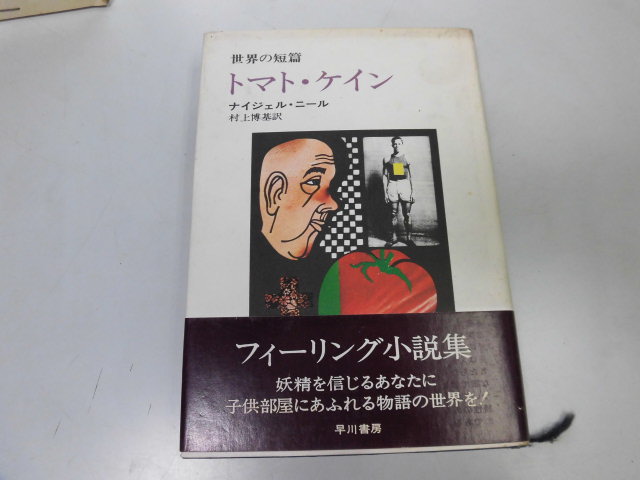 世界の短篇
トマト・ケイン
ナイジェル・ニール
村上博基訳
フィーリング小説集
妖精を信じるあなたに
子供部屋にあふれる物語の世界を!
早川書房